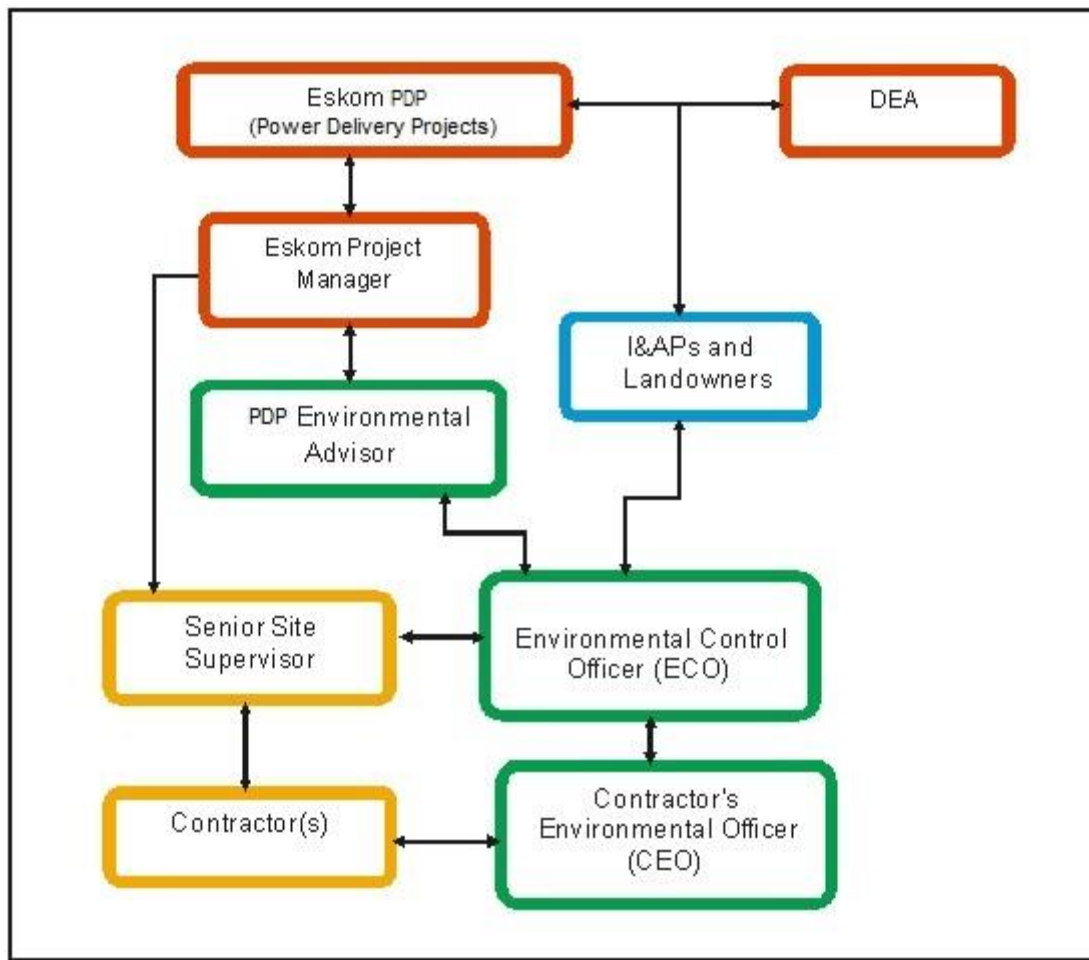 Eskom PDP
(Power Delivery Projects)
DEA
Eskom Project
Manager
I&APs and
Landowners
PDP Environmental
Advisor
Senior Site
Supervisor
Environmental Control
Officer (ECO)
Contractor(s)
Contractor's
Environmental Officer
(CEO)